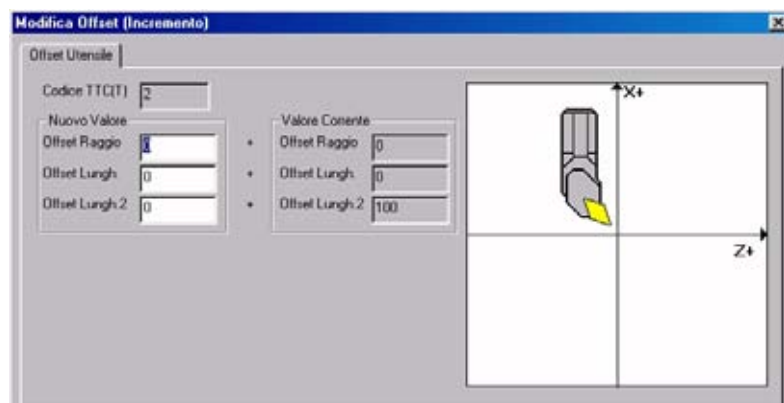 Modifica Offset (Incremento)
Offset Utensile
Codice TTC(T) 2
Nuovo Valore
Offset Raggio 0
Offset Lungh. 0
Offset Lungh.2 0
+
+
+
Valore Corrente
Offset Raggio 0
Offset Lungh. 0
Offset Lungh.2 100
X+
Z+